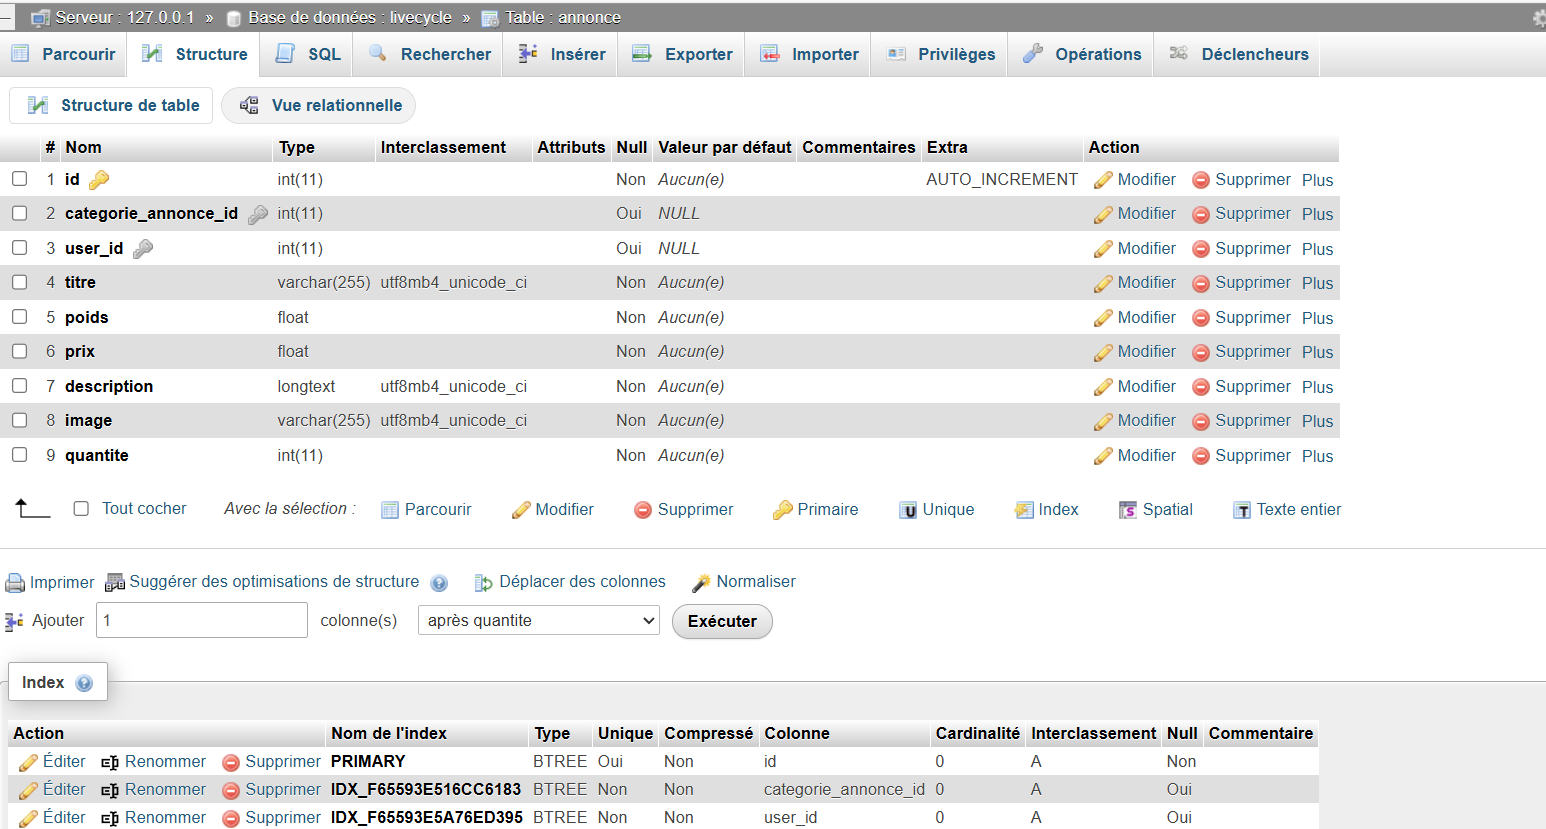 Serveur : 127.0.0.1 » Base de données : livecycle » Table : annonce
Parcourir Structure SQL Rechercher Insérer Exporter Importer Privilèges Opérations Déclencheurs
Structure de table Vue relationnelle
# Nom Type Interclassement Attributs Null Valeur par défaut Commentaires Extra Action
1 id int(11) Non Aucun(e) AUTO_INCREMENT Modifier Supprimer Plus
2 categorie_annonce_id int(11) Oui NULL Modifier Supprimer Plus
3 user_id int(11) Oui NULL Modifier Supprimer Plus
4 titre varchar(255) utf8mb4_unicode_ci Non Aucun(e) Modifier Supprimer Plus
5 poids float Non Aucun(e) Modifier Supprimer Plus
6 prix float Non Aucun(e) Modifier Supprimer Plus
7 description longtext utf8mb4_unicode_ci Non Aucun(e) Modifier Supprimer Plus
8 image varchar(255) utf8mb4_unicode_ci Non Aucun(e) Modifier Supprimer Plus
9 quantite int(11) Non Aucun(e) Modifier Supprimer Plus
Tout cocher Avec la sélection : Parcourir Modifier Supprimer Primaire Unique Index Spatial Texte entier
Imprimer Suggérer des optimisations de structure Déplacer des colonnes Normaliser
Ajouter 1 colonne(s) après quantite Exécuter
Index
Action Nom de l'index Type Unique Compressé Colonne Cardinalité Interclassement Null Commentaire
Éditer Renommer Supprimer PRIMARY BTREE Oui Non id 0 A Non
Éditer Renommer Supprimer IDX_F65593E516CC6183 BTREE Non Non categorie_annonce_id 0 A Oui
Éditer Renommer Supprimer IDX_F65593E5A76ED395 BTREE Non Non user_id 0 A Oui